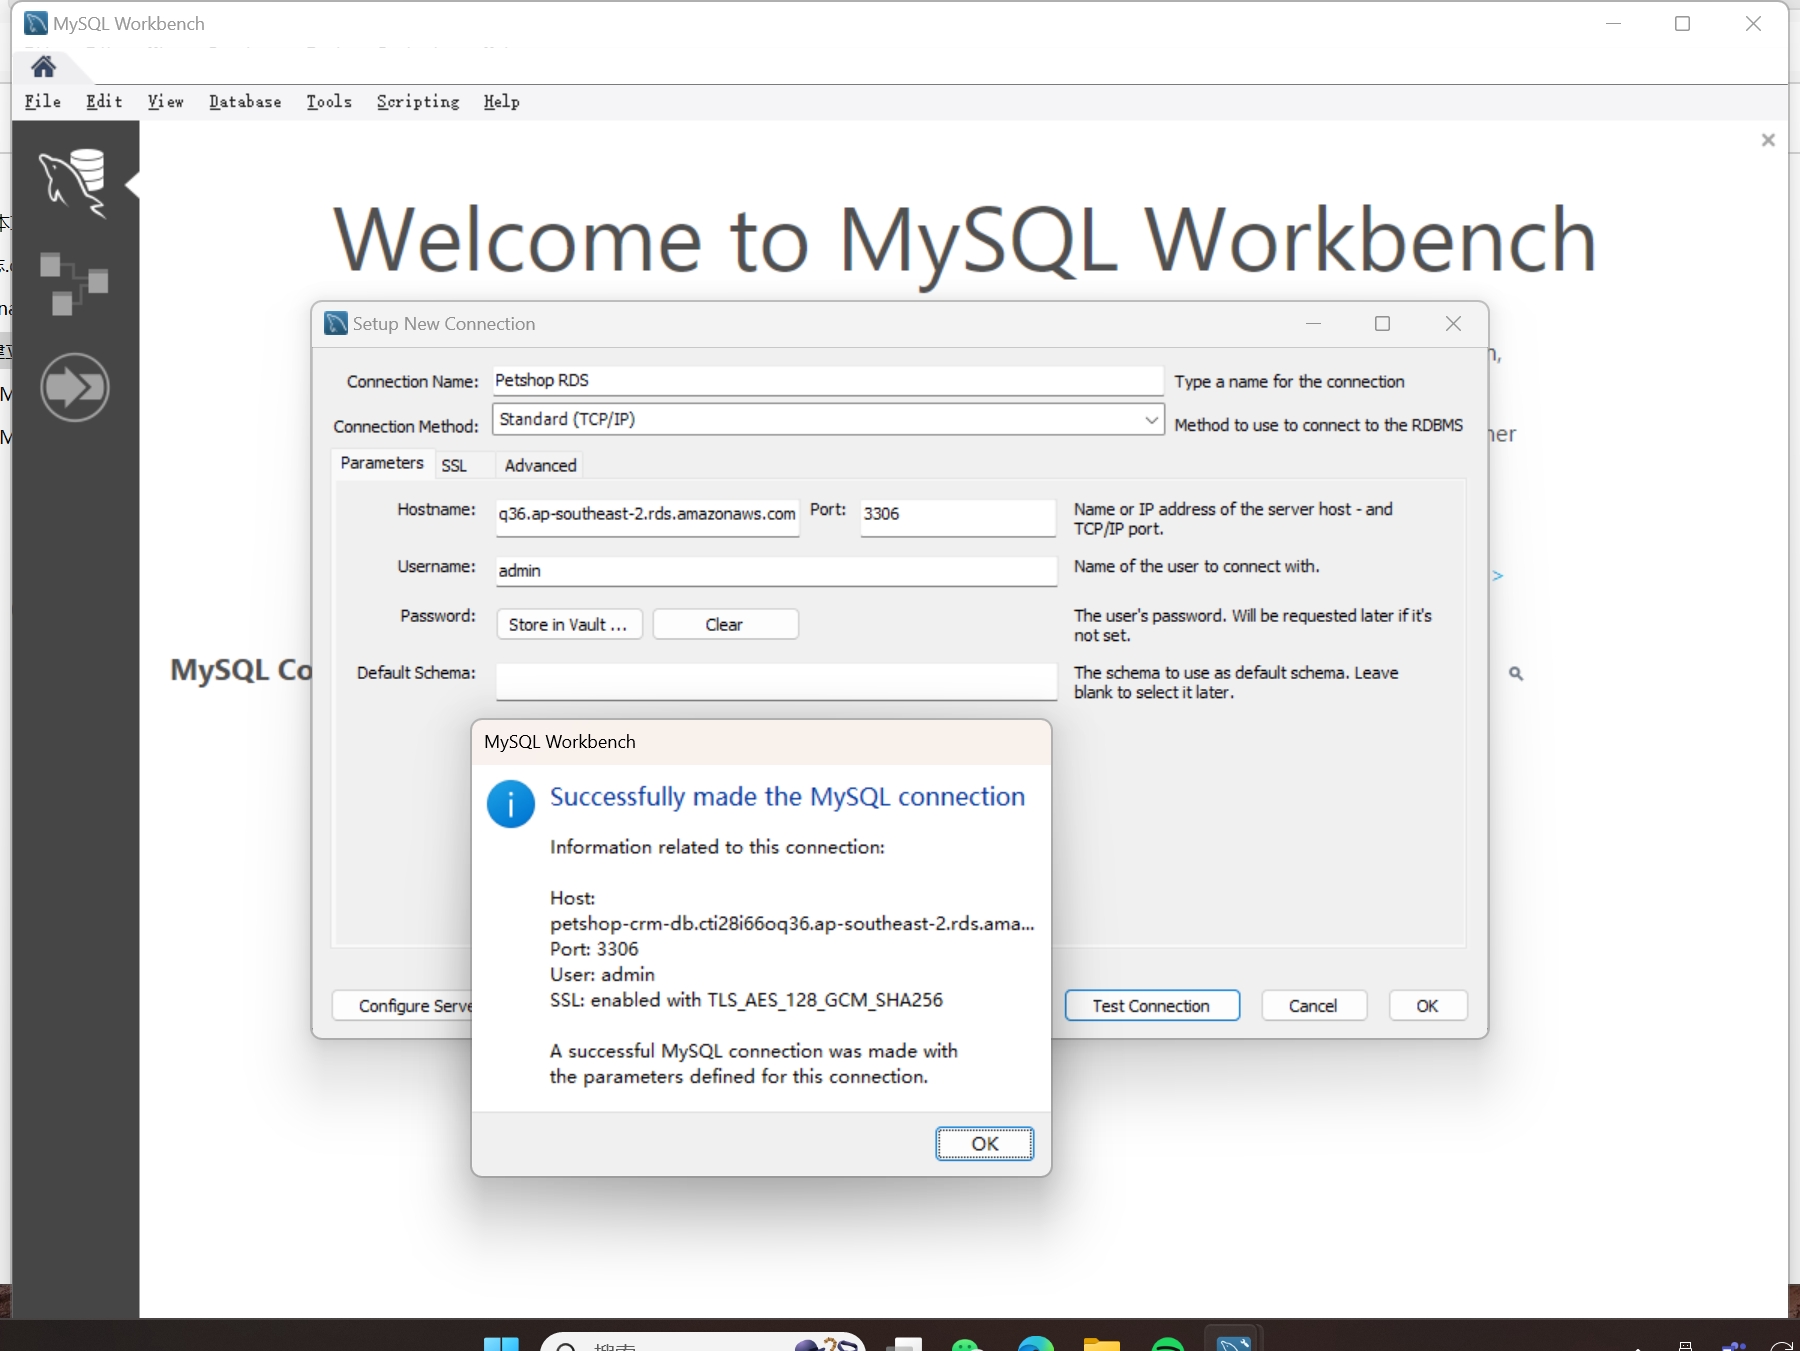 MySQL Workbench
File Edit View Database Tools Scripting Help
Welcome to MySQL Workbench
Setup New Connection
Connection Name: Petshop RDS Type a name for the connection
Connection Method: Standard (TCP/IP) Method to use to connect to the RDBMS
Parameters SSL Advanced
Hostname: q36.ap-southeast-2.rds.amazonaws.com Port: 3306 Name or IP address of the server host - and
TCP/IP port.
Username: admin Name of the user to connect with.
>
Password: Store in Vault ... Clear The user's password. Will be requested later if it's
not set.
MySQL Co
Default Schema: The schema to use as default schema. Leave
blank to select it later.
MySQL Workbench
Successfully made the MySQL connection
Information related to this connection:
Host:
petshop-crm-db.cti28i66oq36.ap-southeast-2.rds.ama...
Port: 3306
User: admin
SSL: enabled with TLS_AES_128_GCM_SHA256
A successful MySQL connection was made with
the parameters defined for this connection.
OK
Configure Serve Test Connection Cancel OK
搜索